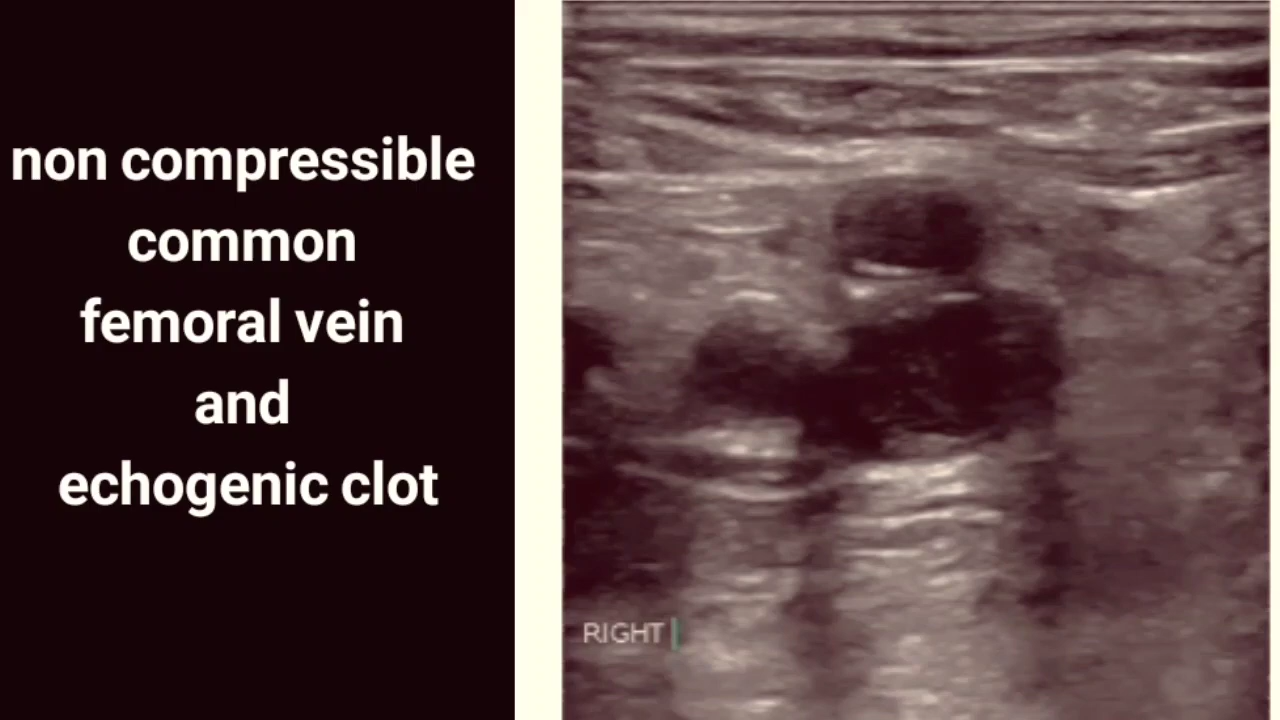 non compressible
common
femoral vein
and
echogenic clot
RIGHT